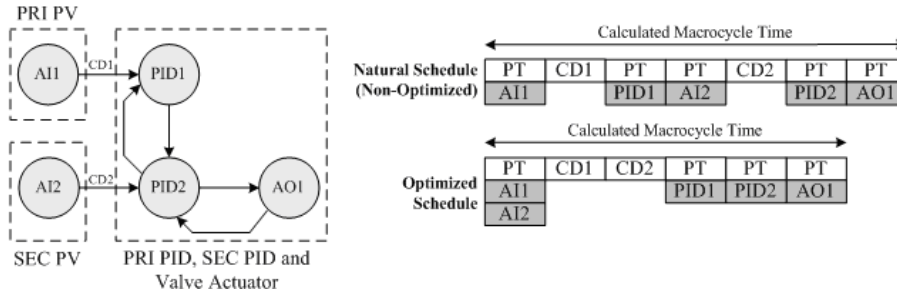 PRI PV
AI1
CD1
PID1
AI2
CD2
PID2
AO1
SEC PV
PRI PID, SEC PID and
Valve Actuator
Calculated Macrocycle Time
Natural Schedule
(Non-Optimized)
PT CD1 PT PT CD2 PT PT
AI1 PID1 AI2 PID2 AO1
Calculated Macrocycle Time
Optimized
Schedule
PT CD1 CD2 PT PT PT
AI1 PID1 PID2 AO1
AI2